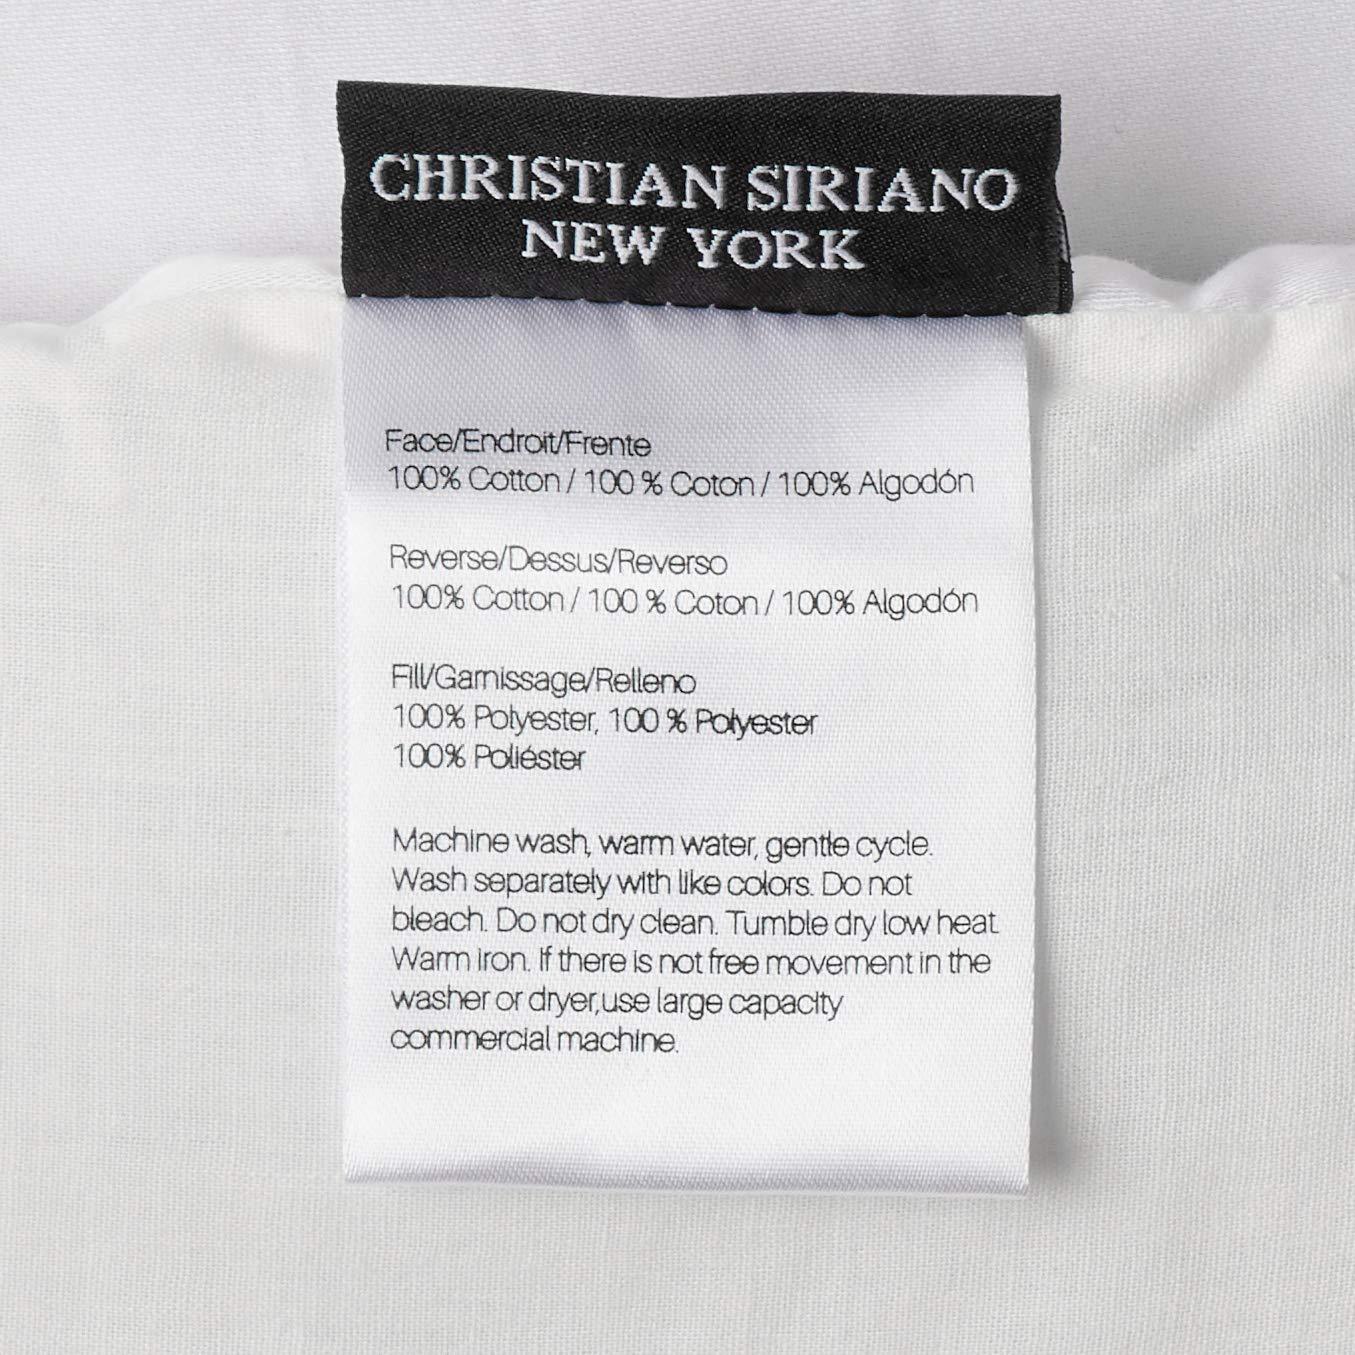 CHRISTIAN SIRIANO
NEW YORK
Face/Endroit/Frente
100% Cotton / 100 % Coton / 100% Algodón
Reverse/Dessus/Reverso
100% Cotton / 100 % Coton / 100% Algodón
Fill/Garnissage/Relleno
100% Polyester, 100 % Polyester
100% Poliéster
Machine wash, warm water, gentle cycle.
Wash separately with like colors. Do not
bleach. Do not dry clean. Tumble dry low heat.
Warm iron. If there is not free movement in the
washer or dryer,use large capacity
commercial machine.